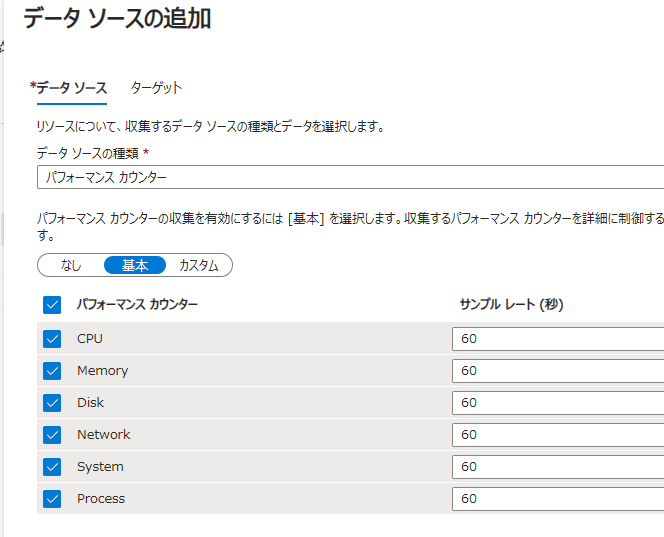 データ ソースの追加
*データ ソース ターゲット
リソースについて、収集するデータ ソースの種類とデータを選択します。
データ ソースの種類 *
パフォーマンス カウンター
パフォーマンス カウンターの収集を有効にするには [基本] を選択します。収集するパフォーマンス カウンターを詳細に制御する
す。
なし 基本 カスタム
パフォーマンス カウンター サンプル レート (秒)
CPU 60
Memory 60
Disk 60
Network 60
System 60
Process 60